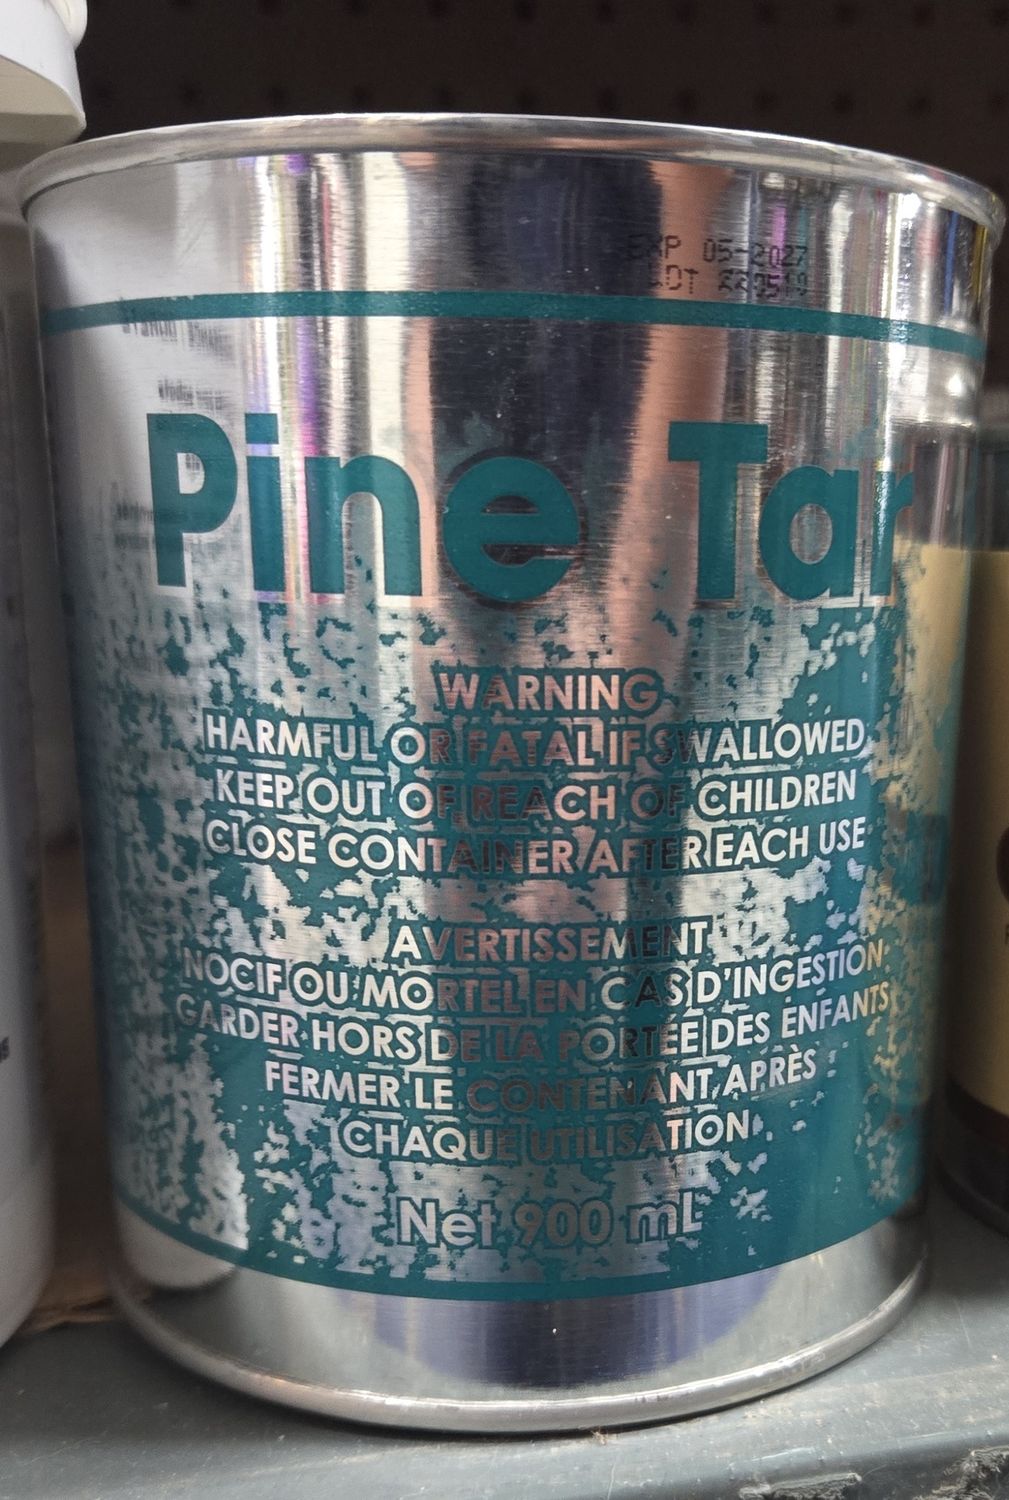 EXP 05-2027
LOT 220519
Pine Tar
WARNING
HARMFUL OR FATAL IF SWALLOWED
KEEP OUT OF REACH OF CHILDREN
CLOSE CONTAINER AFTER EACH USE
AVERTISSEMENT
NOCIF OU MORTEL EN CAS D'INGESTION
GARDER HORS DE LA PORTÉE DES ENFANTS
FERMER LE CONTENANT APRÈS
CHAQUE UTILISATION
Net 900 mL